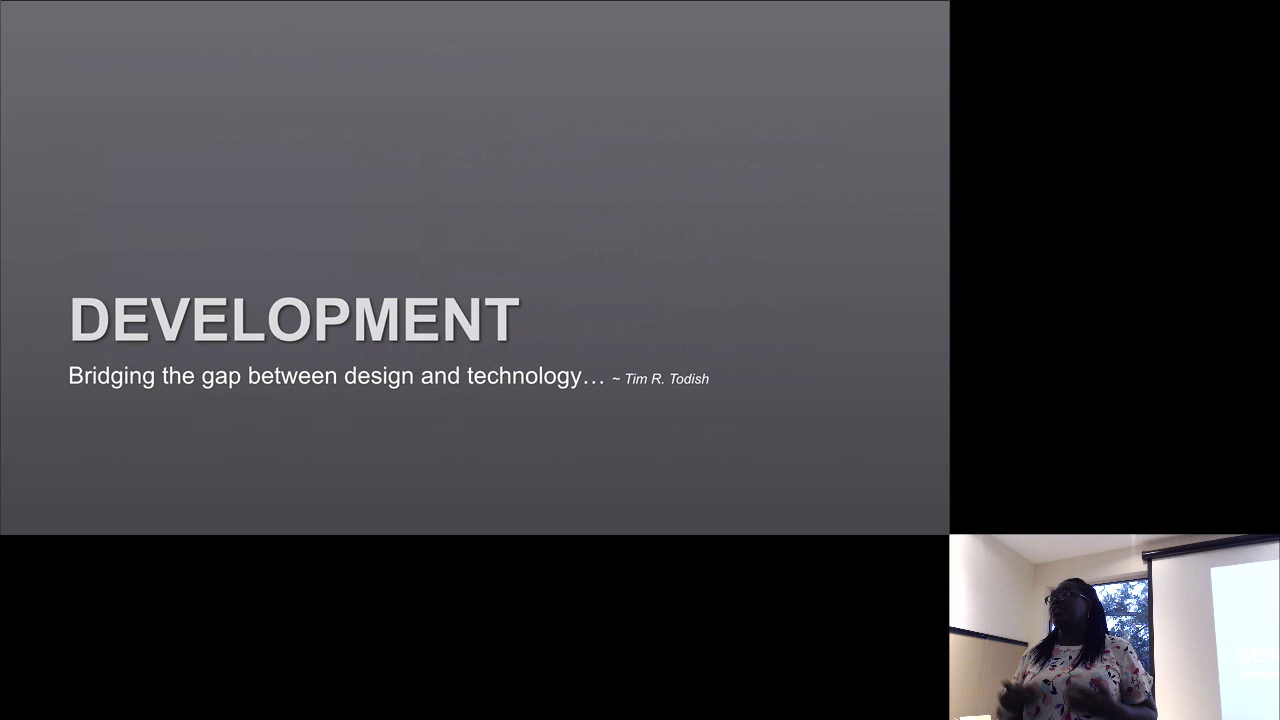 DEVELOPMENT
Bridging the gap between design and technology… ~ Tim R. Todish